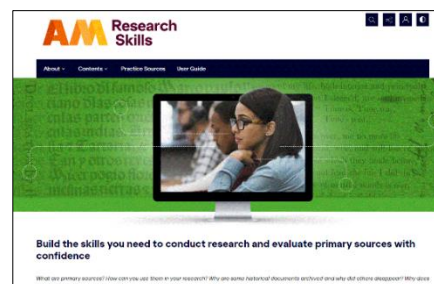 AM Research
Skills
About Contents Practice Sources User Guide
Build the skills you need to conduct research and evaluate primary sources with
confidence
What are primary sources? How can you use them in your research? Why are some historical documents archived and why did others disappear? Why does